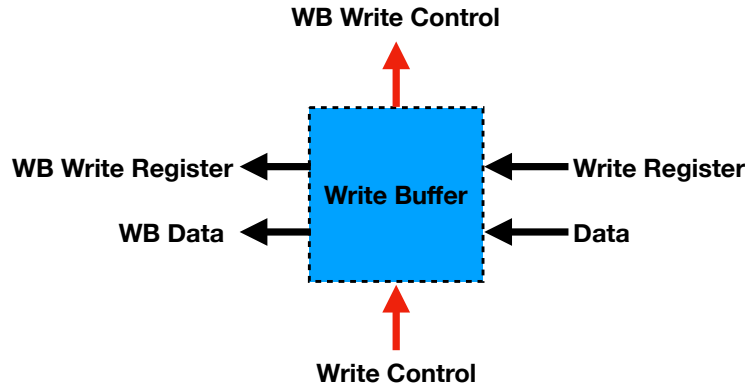 WB Write Control
WB Write Register
Write Buffer
Write Register
WB Data
Data
Write Control